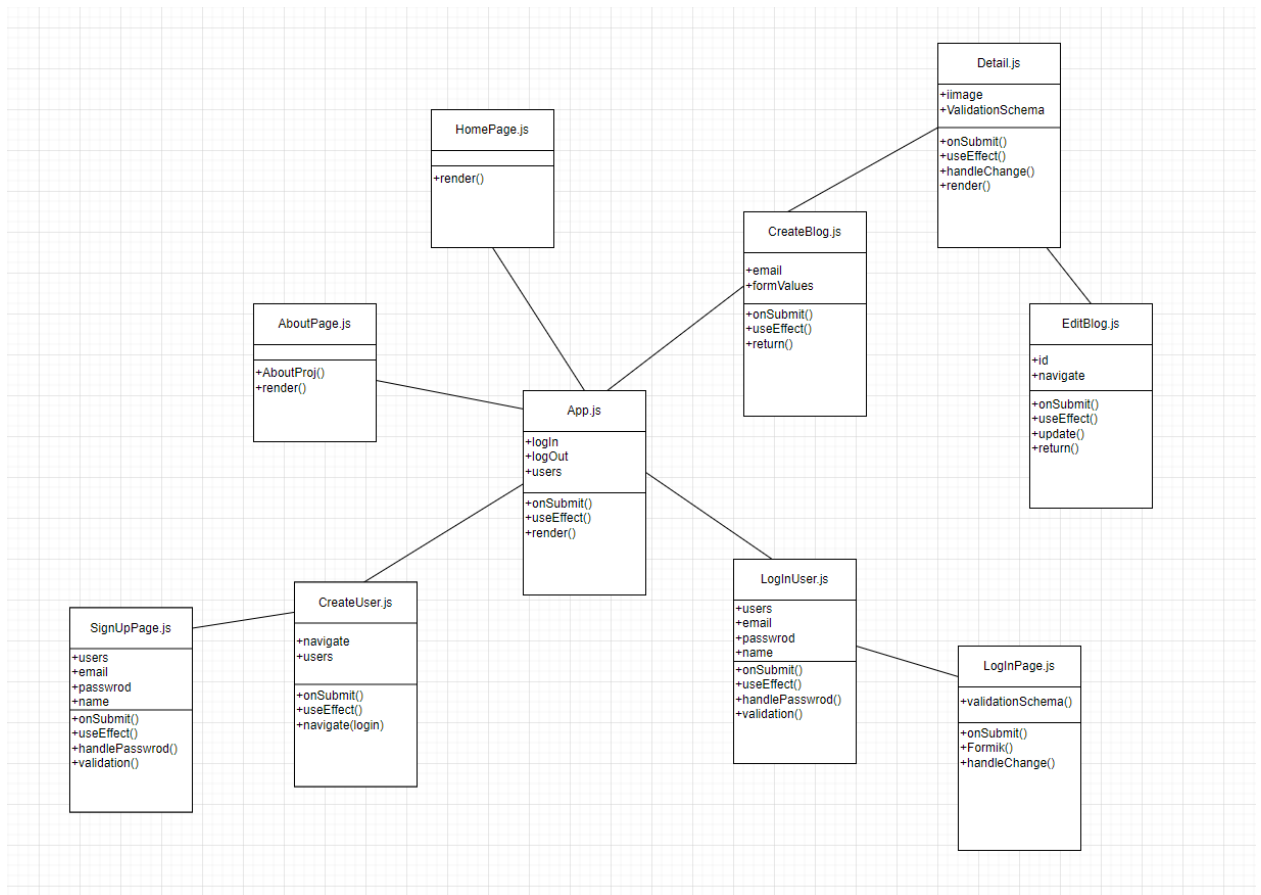 Detail.js
+iimage
+ValidationSchema
+onSubmit()
+useEffect()
+handleChange()
+render()
HomePage.js
+render()
CreateBlog.js
+email
+formValues
+onSubmit()
+useEffect()
+return()
AboutPage.js
+AboutProj()
+render()
EditBlog.js
+id
+navigate
+onSubmit()
+useEffect()
+update()
+return()
App.js
+logIn
+logOut
+users
+onSubmit()
+useEffect()
+render()
LogInUser.js
+users
+email
+passwrod
+name
+onSubmit()
+useEffect()
+handlePasswrod()
+validation()
CreateUser.js
+navigate
+users
+onSubmit()
+useEffect()
+navigate(login)
SignUpPage.js
+users
+email
+passwrod
+name
+onSubmit()
+useEffect()
+handlePasswrod()
+validation()
LogInPage.js
+validationSchema()
+onSubmit()
+Formik()
+handleChange()